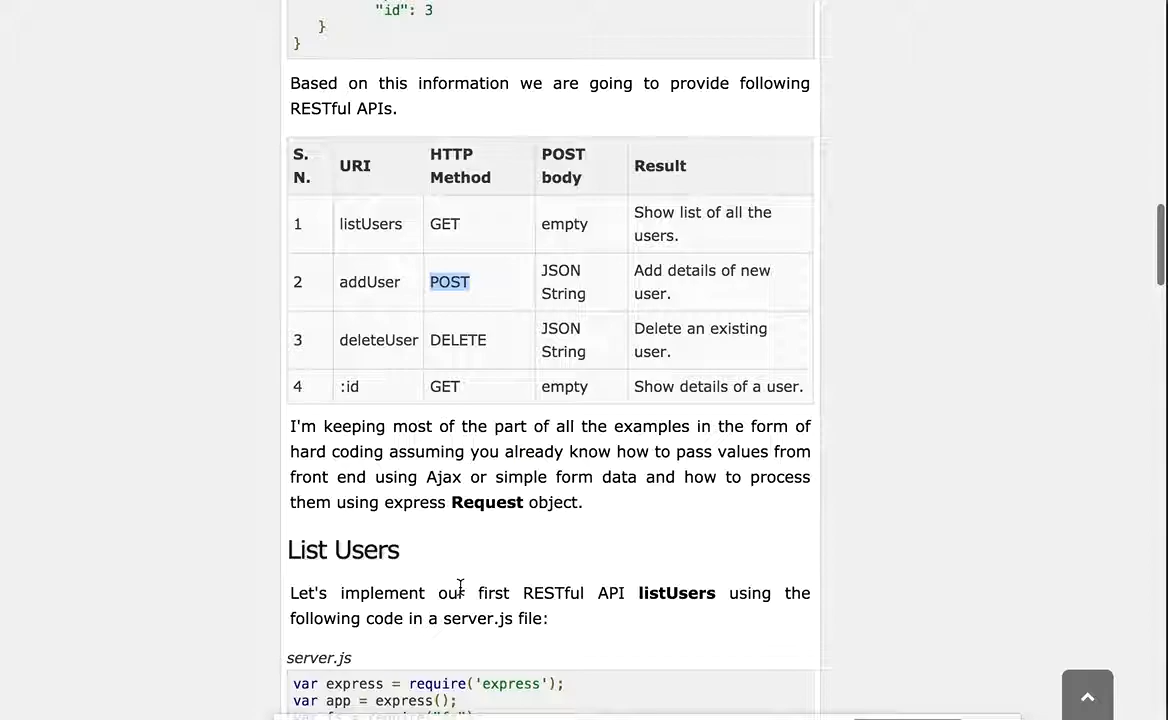 "id": 3
}
}
Based on this information we are going to provide following
RESTful APIs.
S. N. URI HTTP Method POST body Result
1 listUsers GET empty Show list of all the users.
2 addUser POST JSON String Add details of new user.
3 deleteUser DELETE JSON String Delete an existing user.
4 :id GET empty Show details of a user.
I'm keeping most of the part of all the examples in the form of
hard coding assuming you already know how to pass values from
front end using Ajax or simple form data and how to process
them using express Request object.
List Users
Let's implement our first RESTful API listUsers using the
following code in a server.js file:
server.js
var express = require('express');
var app = express();